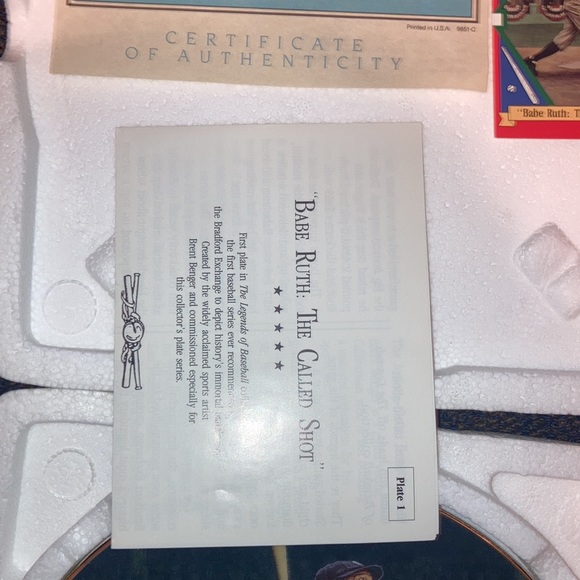 Printed in U.S.A. 9881-C
CERTIFICATE
OF AUTHENTICITY
"Babe Ruth:
Plate 1
"BABE RUTH: THE CALLED SHOT"
★ ★ ★ ★ ★
First plate in The Legends of Baseball
the first baseball series ever
the Bradford Exchange to depict history's immortal
Created by the widely acclaimed sports artist
Brent Benger and commissioned especially for
this collector's plate series.